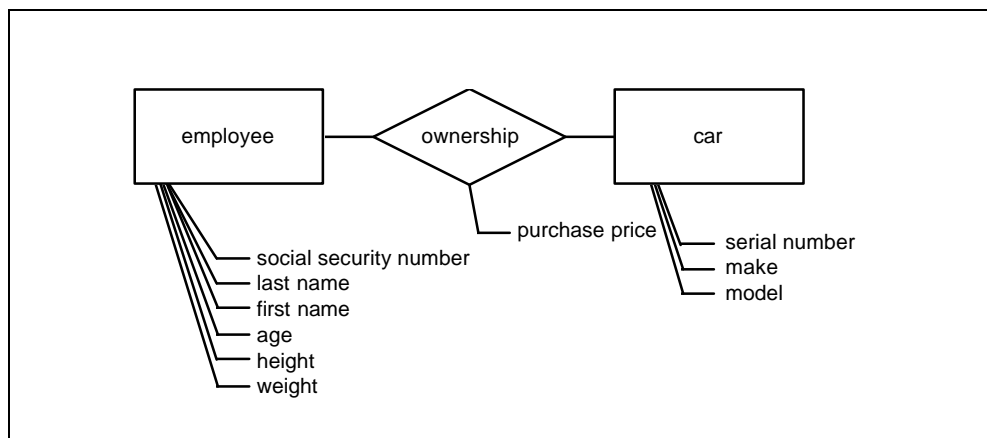 employee
ownership
car
purchase price
social security number
last name
first name
age
height
weight
serial number
make
model